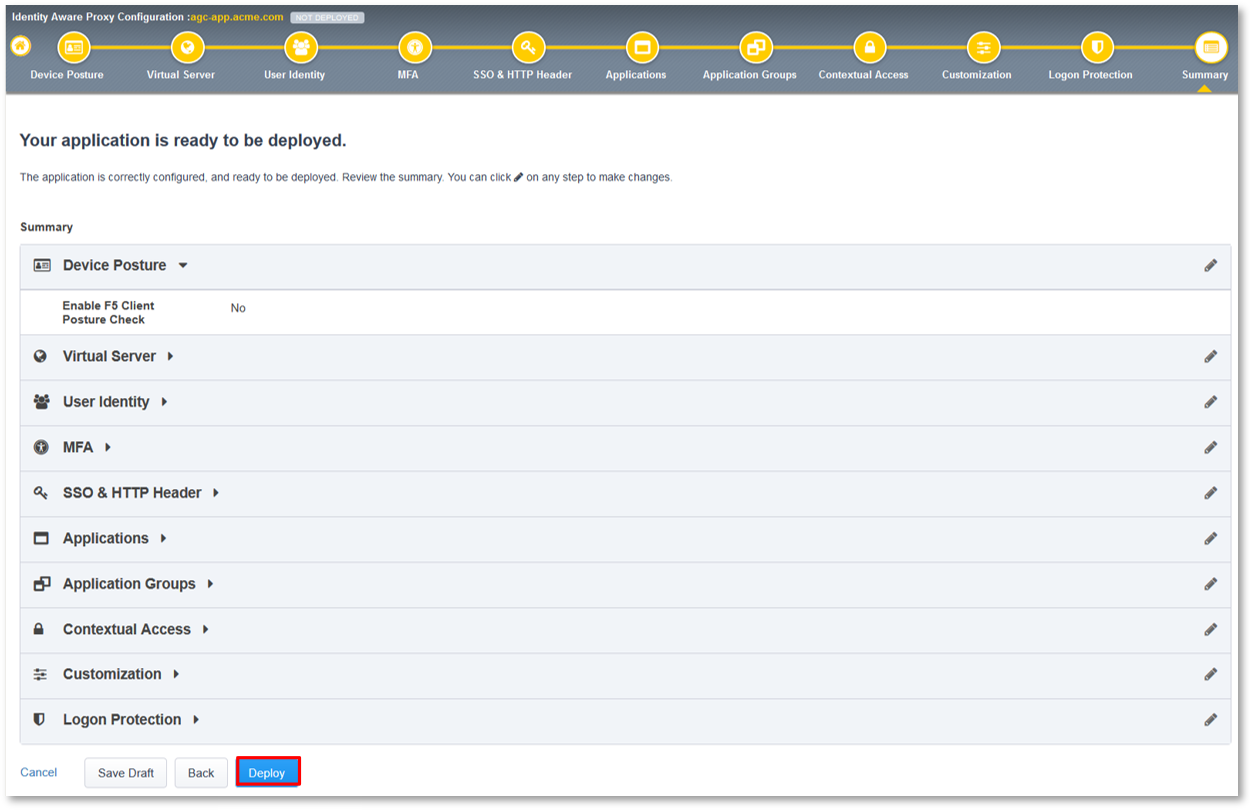 Identity Aware Proxy Configuration :agc-app.acme.com NOT DEPLOYED
Device Posture Virtual Server User Identity MFA SSO & HTTP Header Applications Application Groups Contextual Access Customization Logon Protection Summary
Your application is ready to be deployed.
The application is correctly configured, and ready to be deployed. Review the summary. You can click on any step to make changes.
Summary
Device Posture
Enable F5 Client No
Posture Check
Virtual Server
User Identity
MFA
SSO & HTTP Header
Applications
Application Groups
Contextual Access
Customization
Logon Protection
Cancel Save Draft Back Deploy